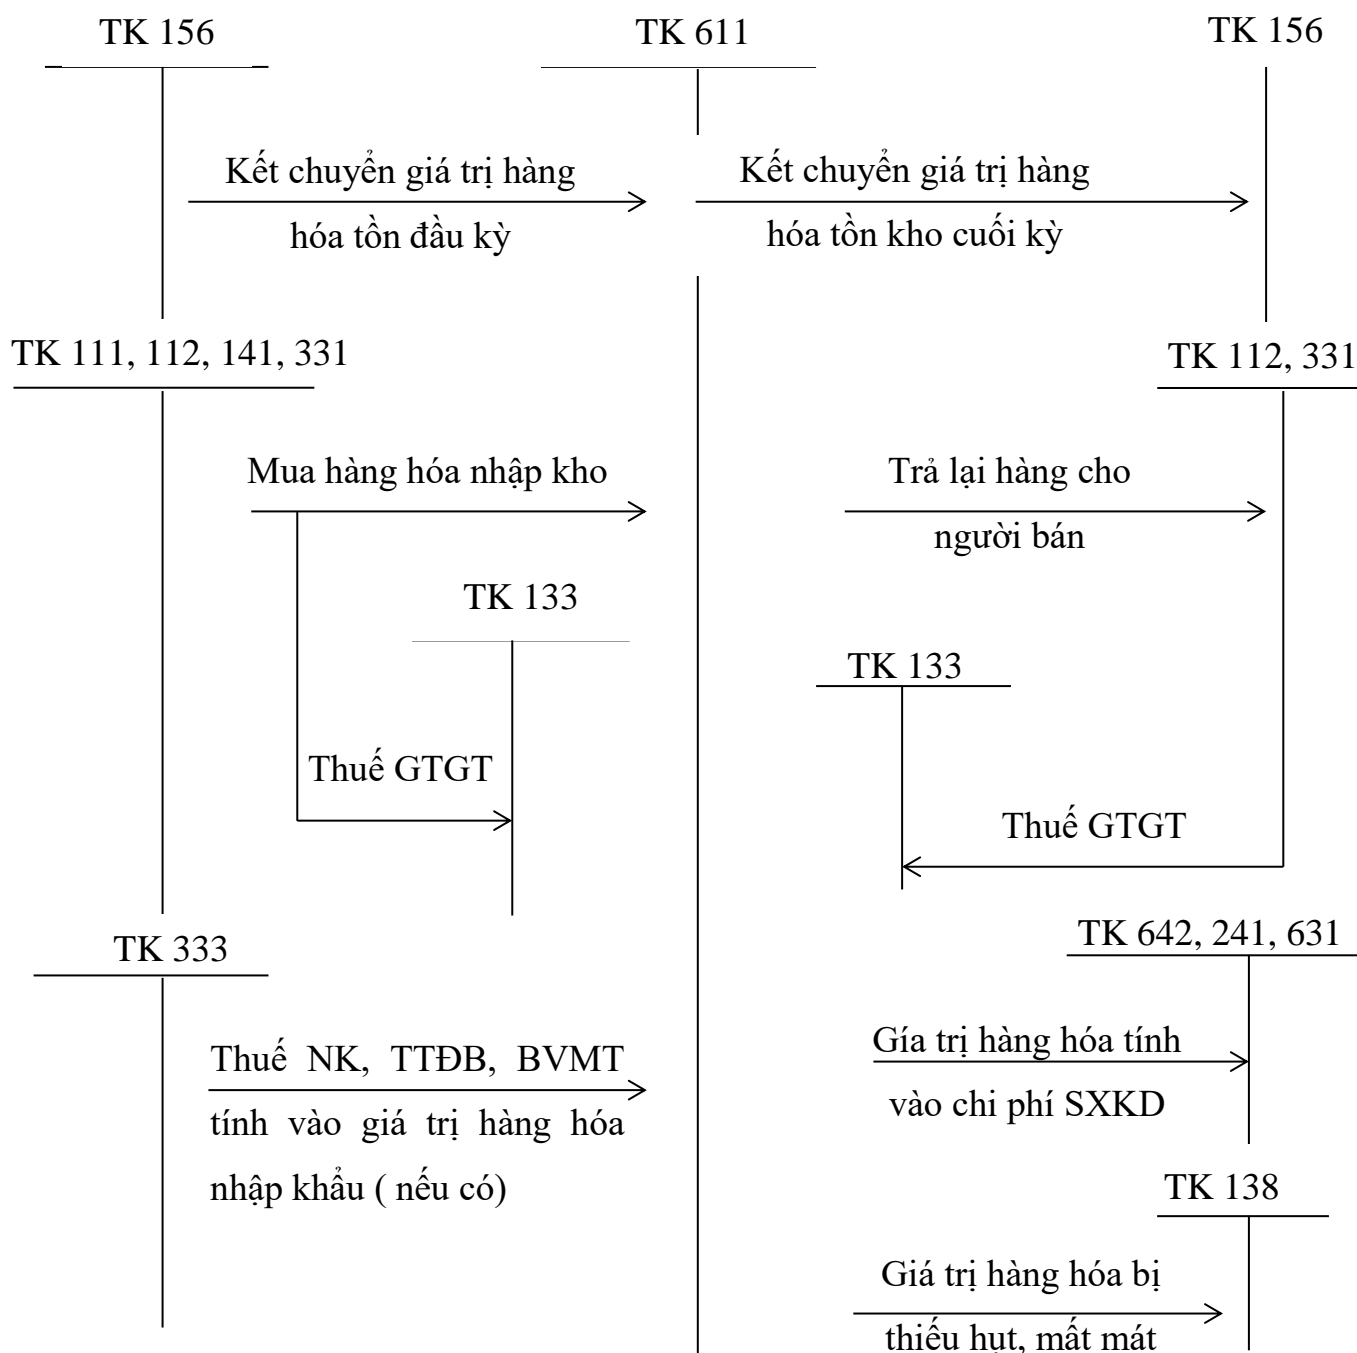 TK 156
TK 611
TK 156
Kết chuyển giá trị hàng
hóa tồn đầu kỳ
Kết chuyển giá trị hàng
hóa tồn kho cuối kỳ
TK 111, 112, 141, 331
TK 112, 331
Mua hàng hóa nhập kho
Trả lại hàng cho
người bán
TK 133
TK 133
Thuế GTGT
Thuế GTGT
TK 333
TK 642, 241, 631
Thuế NK, TTĐB, BVMT
tính vào giá trị hàng hóa
nhập khẩu ( nếu có)
Gía trị hàng hóa tính
vào chi phí SXKD
TK 138
Giá trị hàng hóa bị
thiếu hụt, mất mát